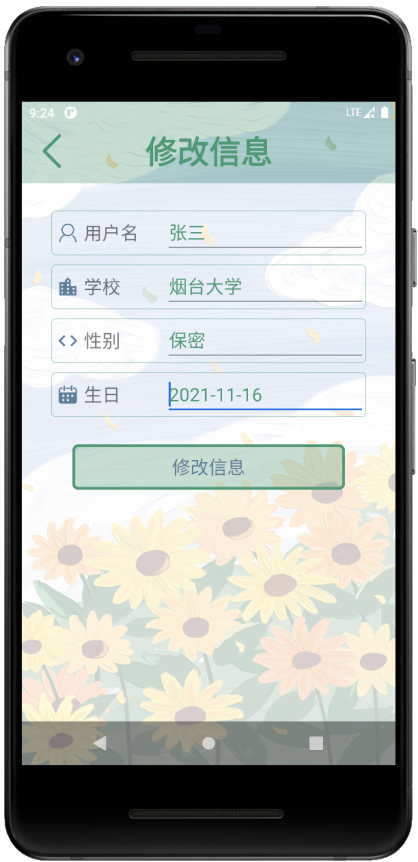 9:24 LTE
修改信息
用户名 张三
学校 烟台大学
性别 保密
生日 2021-11-16
修改信息